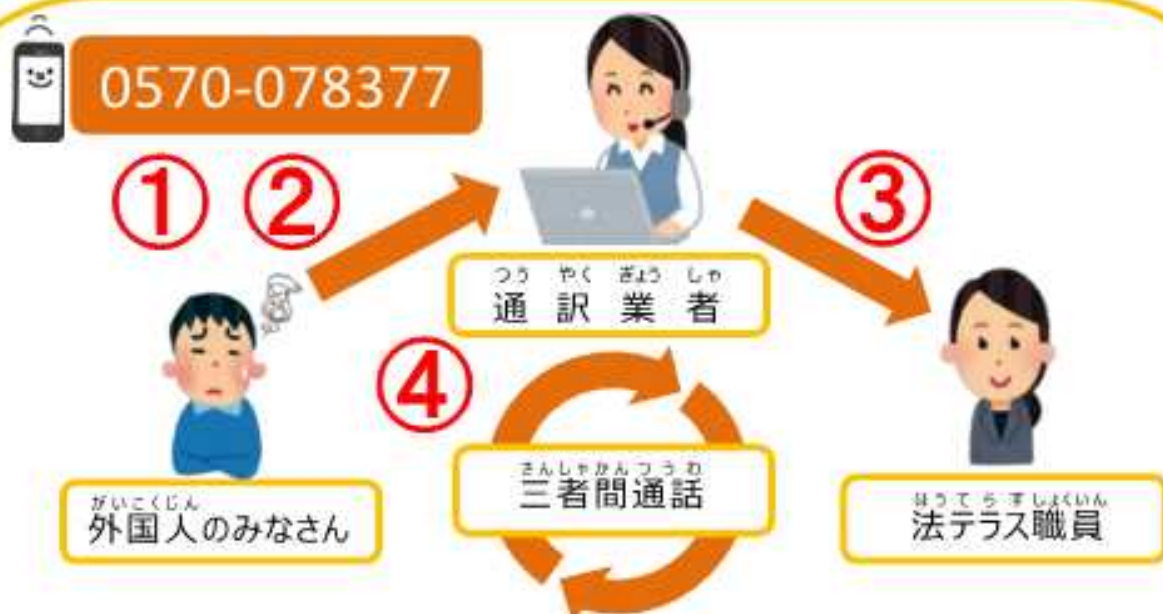 0570-078377
① ②
③
つう やく ぎょう しゃ
通訳業者
④
さんしゃかんつうわ
三者間通話
がいこくじん
外国人のみなさん
ほうてらすしょくいん
法テラス職員